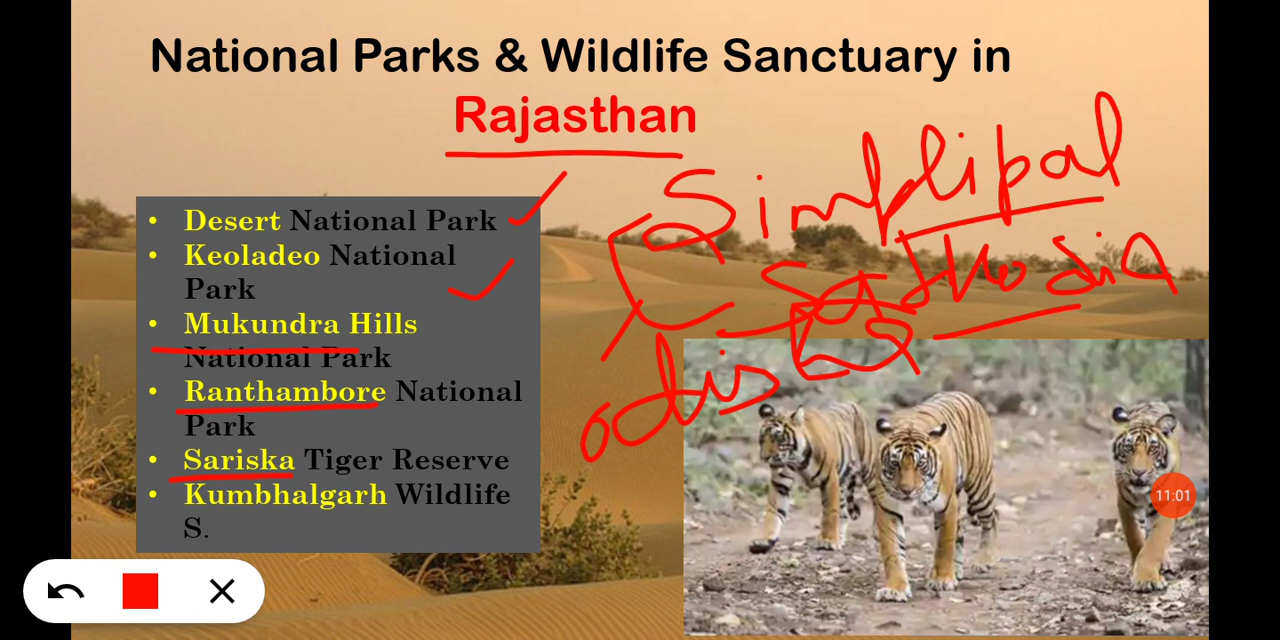 National Parks & Wildlife Sanctuary in
Rajasthan
• Desert National Park
• Keoladeo National
Park
• Mukundra Hills
National Park
• Ranthambore National
Park
• Sariska Tiger Reserve
• Kumbhalgarh Wildlife
S.
Simplipal
odisha
11:01